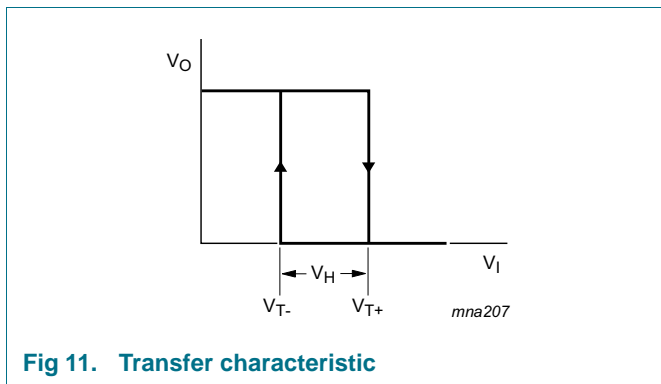 V_O
V_I
V_H
V_T-
V_T+
mna207
Fig 11. Transfer characteristic